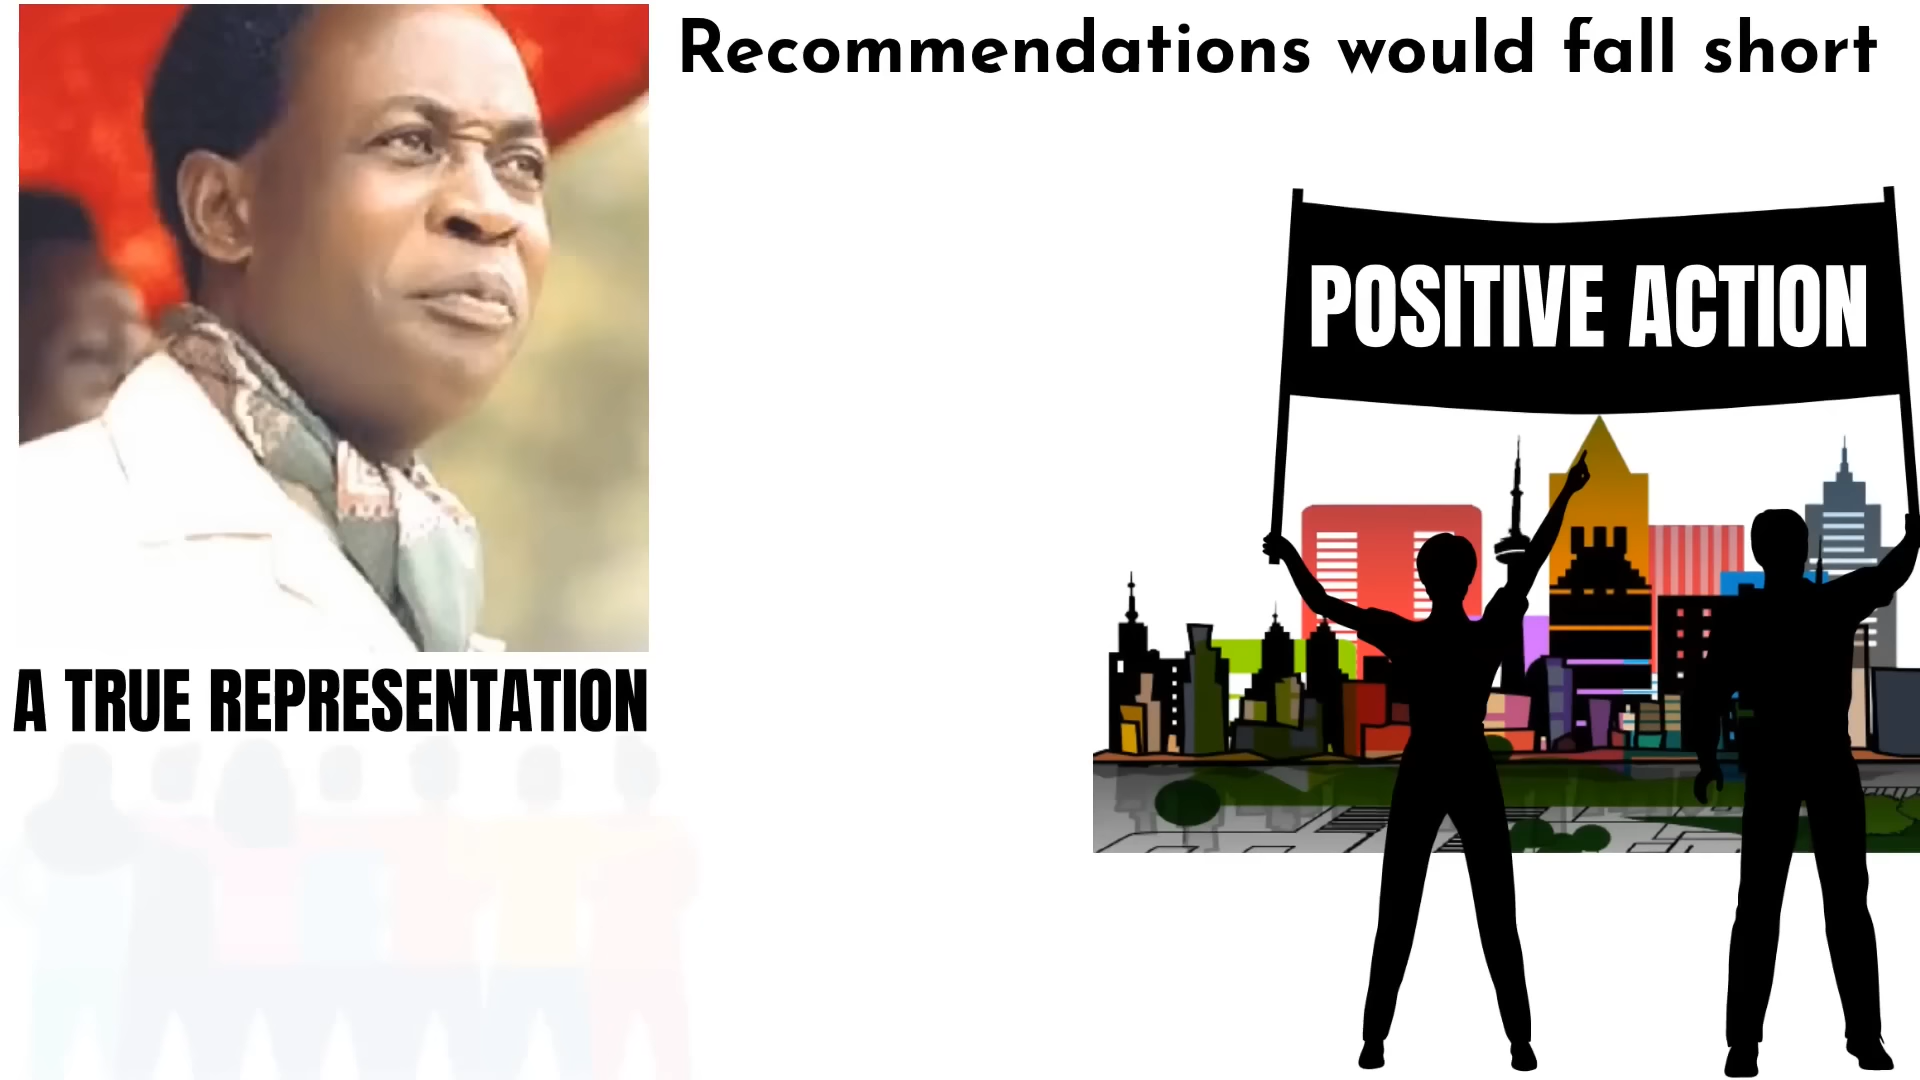 Recommendations would fall short
POSITIVE ACTION
A TRUE REPRESENTATION